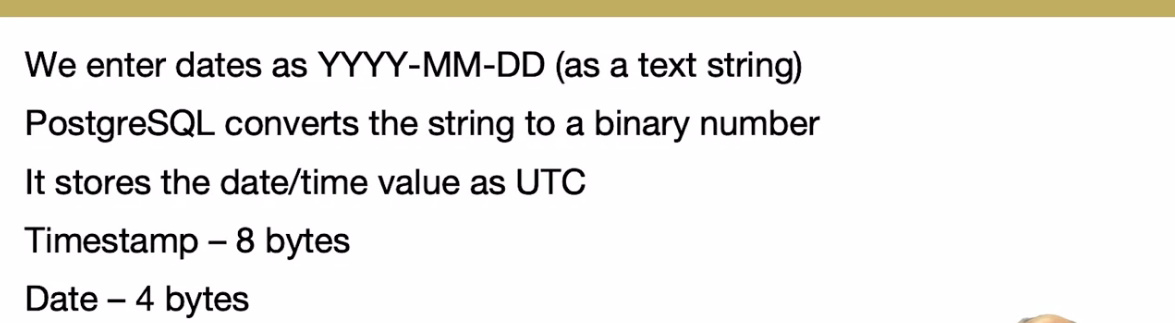 We enter dates as YYYY-MM-DD (as a text string)
PostgreSQL converts the string to a binary number
It stores the date/time value as UTC
Timestamp – 8 bytes
Date – 4 bytes